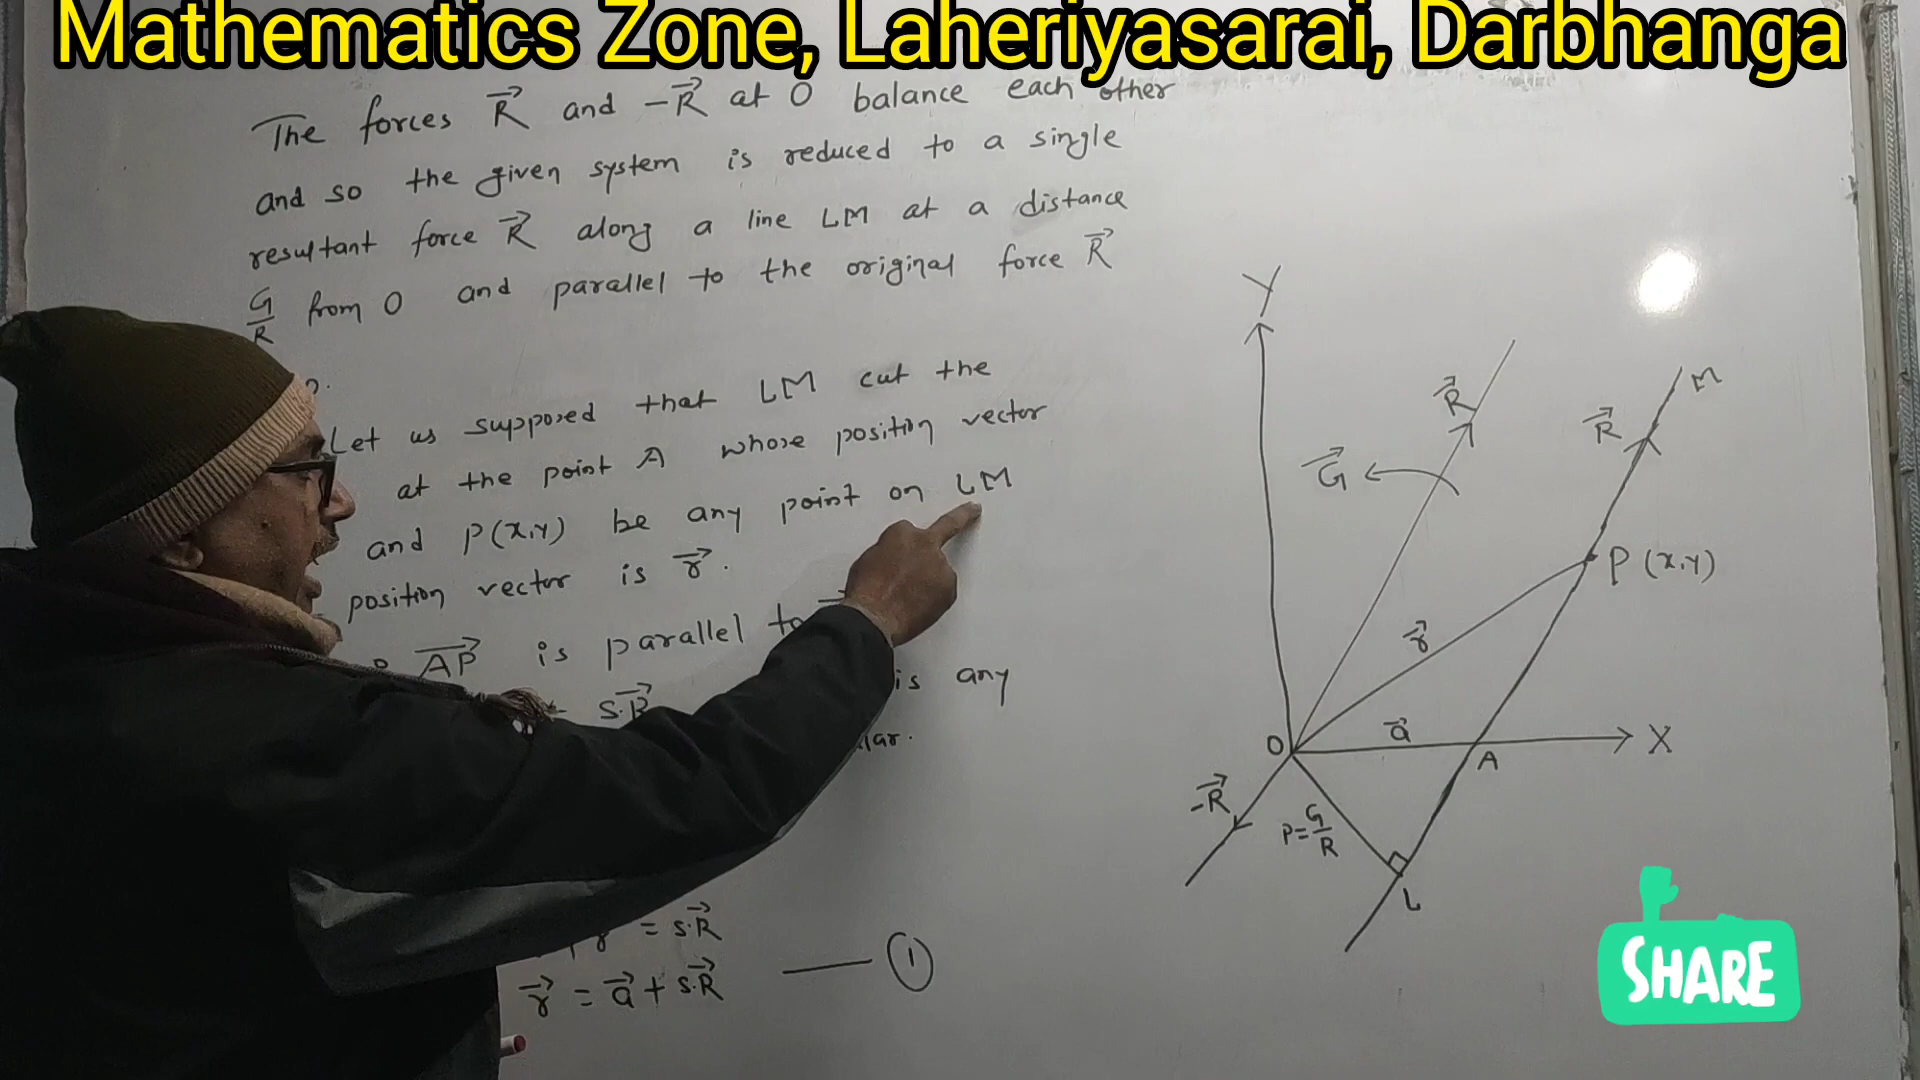 Mathematics Zone, Laheriyasarai, Darbhanga
The forces R⃗ and -R⃗ at O balance each other
and so the given system is reduced to a single
resultant force R⃗ along a line LM at a distance
G/R from O and parallel to the original force R⃗
Let us supposed that LM cut the
at the point A whose position vector
and P(x,y) be any point on LM
position vector is r⃗.
AP⃗ is parallel to
s.R⃗ is any
= s.R⃗
r⃗ = a⃗ + s.R⃗ —— ①
Y
R⃗
M
R⃗
G⃗
P (x,y)
r⃗
a⃗
O
A
X
-R⃗
P = G/R
L
SHARE